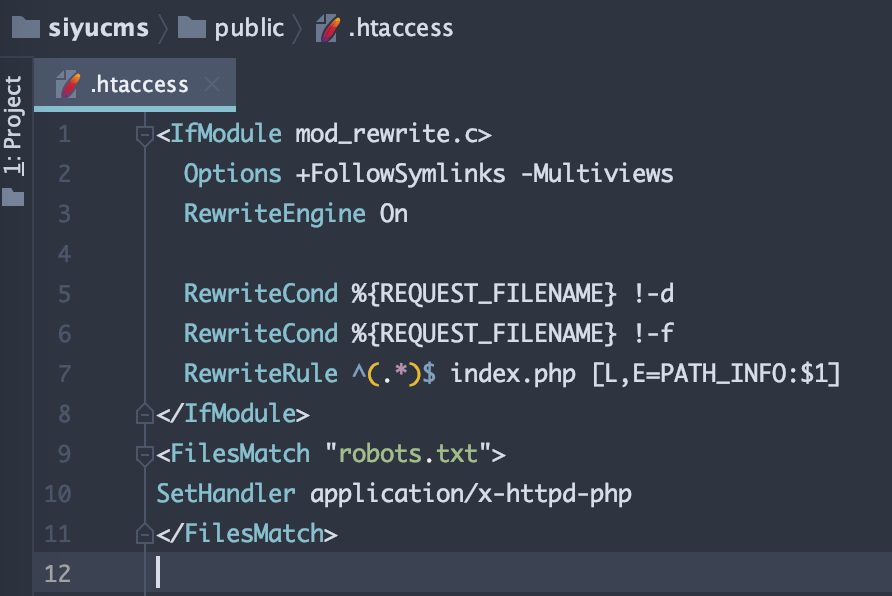 siyucms public .htaccess
.htaccess
1: Project
1 <IfModule mod_rewrite.c>
2 Options +FollowSymlinks -Multiviews
3 RewriteEngine On
4
5 RewriteCond %{REQUEST_FILENAME} !-d
6 RewriteCond %{REQUEST_FILENAME} !-f
7 RewriteRule ^(.*)$ index.php [L,E=PATH_INFO:$1]
8 </IfModule>
9 <FilesMatch "robots.txt">
10 SetHandler application/x-httpd-php
11 </FilesMatch>
12